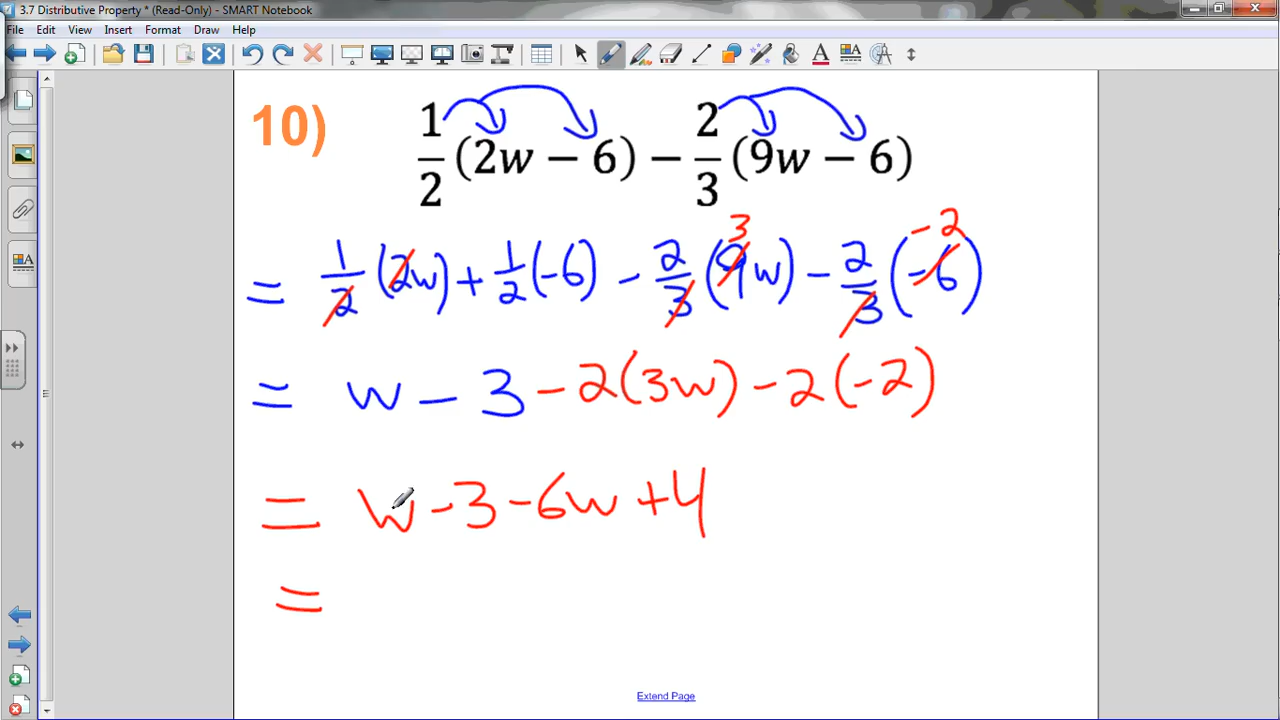 3.7 Distributive Property * (Read-Only) - SMART Notebook
File Edit View Insert Format Draw Help
10) 1/2 (2w − 6) − 2/3 (9w − 6)
3 -2
= 1/2 (2w) + 1/2 (-6) - 2/3 (9w) - 2/3 (-6)
= w - 3 - 2(3w) - 2(-2)
= w - 3 - 6w + 4
=
Extend Page